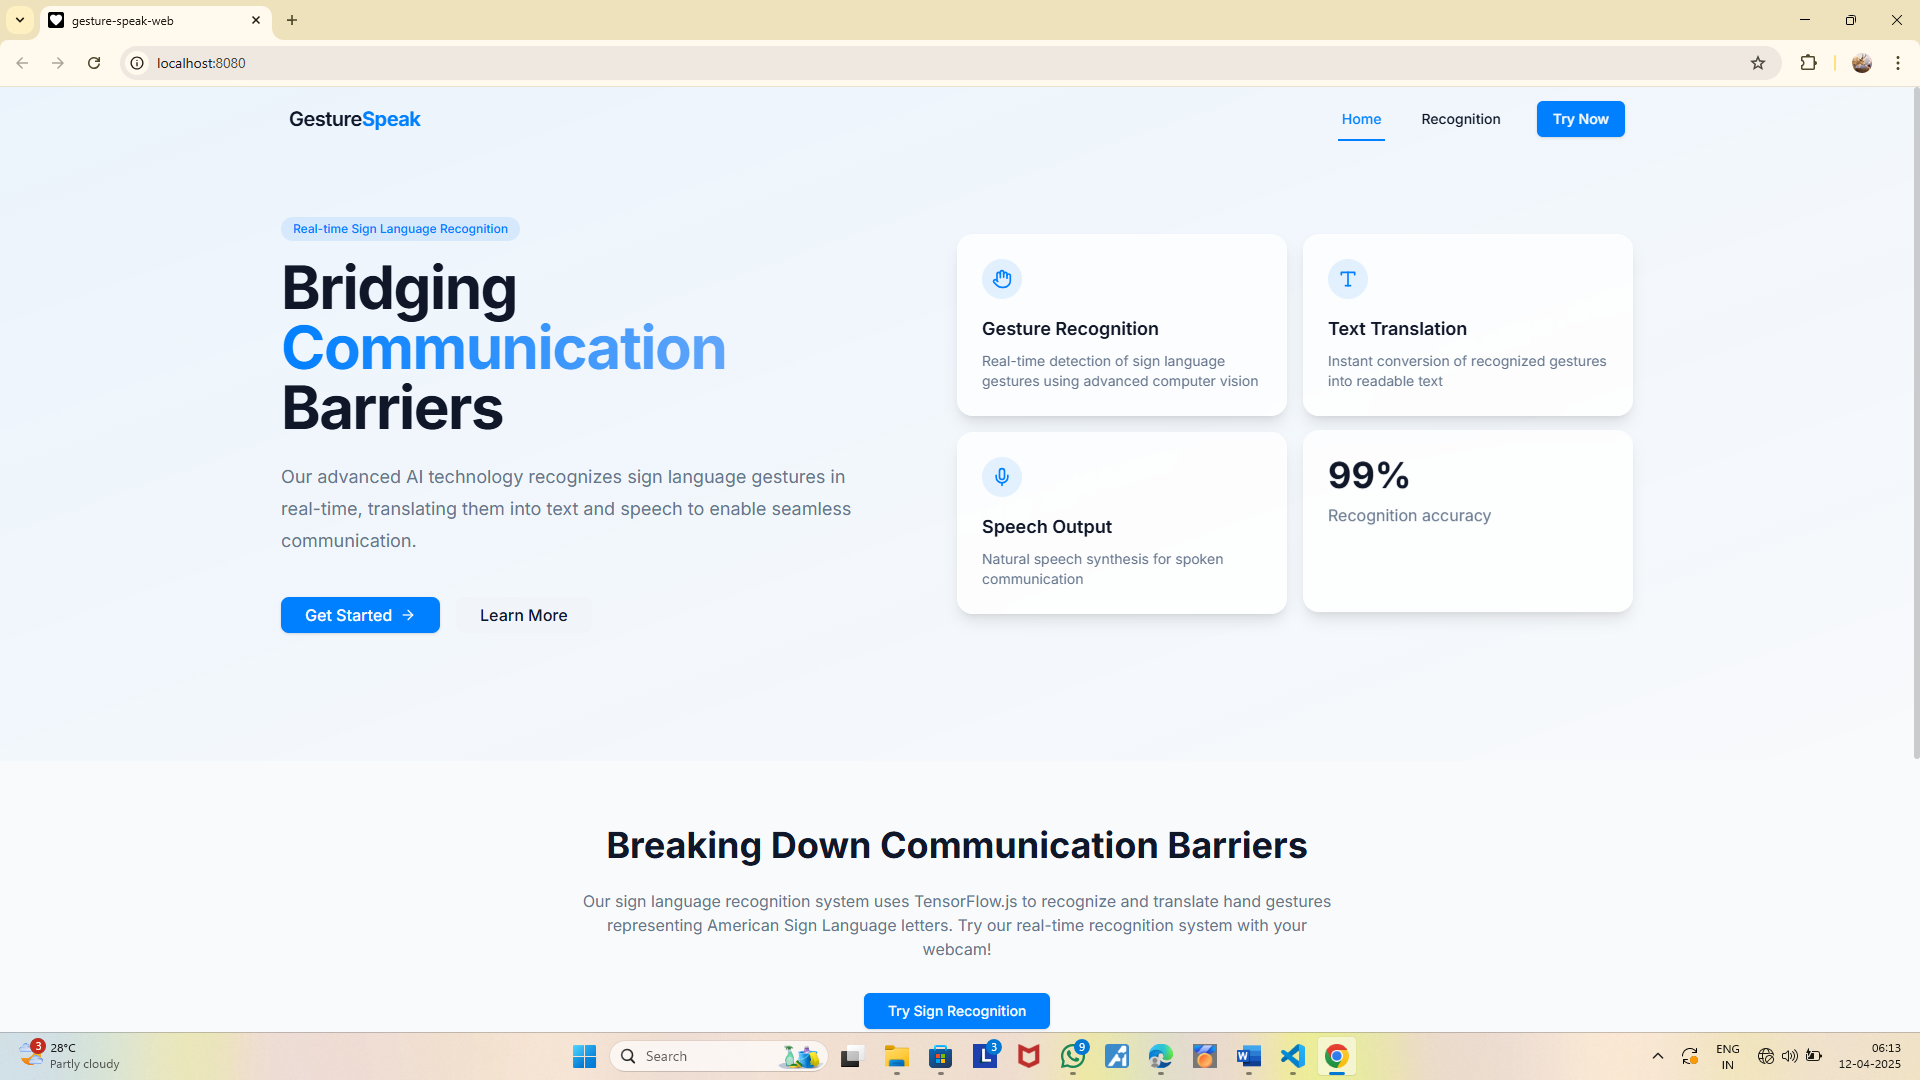 gesture-speak-web
localhost:8080
GestureSpeak
Home
Recognition
Try Now
Real-time Sign Language Recognition
Bridging
Communication
Barriers
Our advanced AI technology recognizes sign language gestures in
real-time, translating them into text and speech to enable seamless
communication.
Get Started
Learn More
Gesture Recognition
Real-time detection of sign language
gestures using advanced computer vision
Text Translation
Instant conversion of recognized gestures
into readable text
Speech Output
Natural speech synthesis for spoken
communication
99%
Recognition accuracy
Breaking Down Communication Barriers
Our sign language recognition system uses TensorFlow.js to recognize and translate hand gestures
representing American Sign Language letters. Try our real-time recognition system with your
webcam!
Try Sign Recognition
3
28°C
Partly cloudy
Search
L 3
9
W
ENG
IN
06:13
12-04-2025